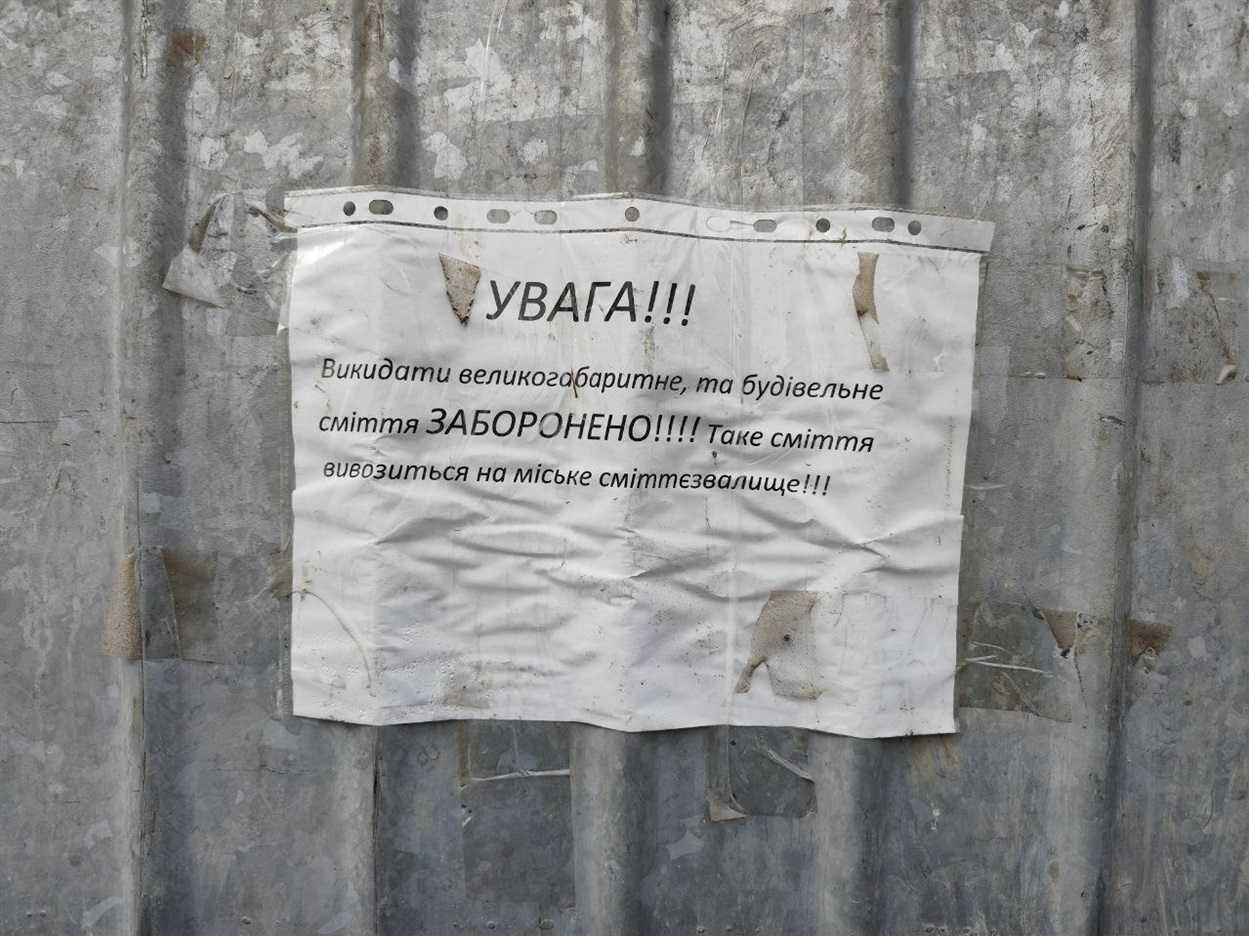 УВАГА!!!
Викидати великогабаритне, та будівельне
сміття ЗАБОРОНЕНО!!!! Таке сміття
вивозиться на міське сміттєзвалище!!!